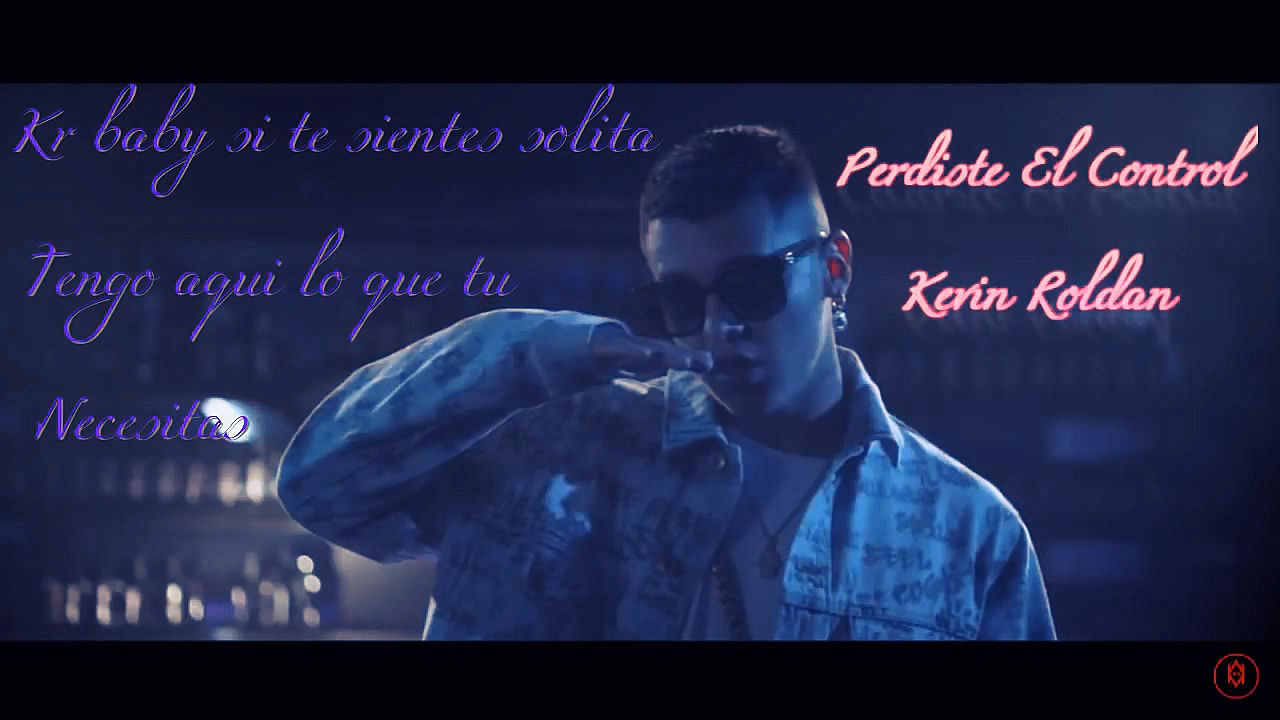 Kr baby si te sientes solita
Tengo aqui lo que tu
Necesitas
Perdiote El Control
Kevin Roldan